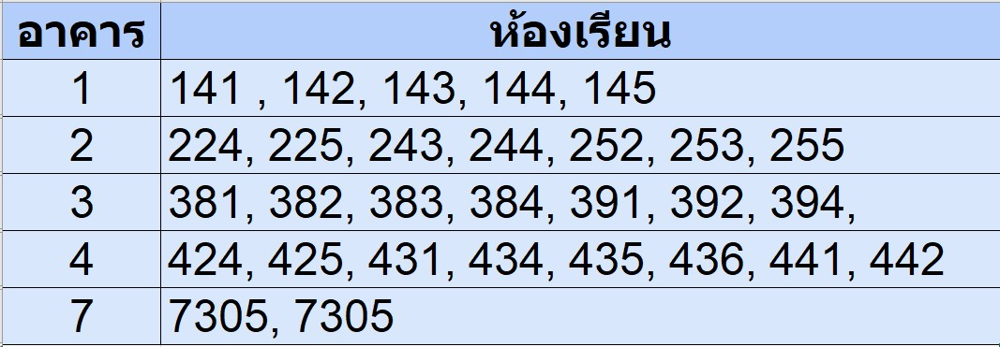 อาคาร ห้องเรียน
1 141 , 142, 143, 144, 145
2 224, 225, 243, 244, 252, 253, 255
3 381, 382, 383, 384, 391, 392, 394,
4 424, 425, 431, 434, 435, 436, 441, 442
7 7305, 7305